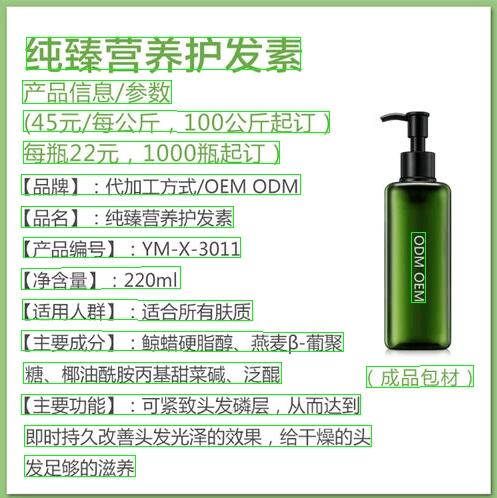 纯臻营养护发素
产品信息/参数
(45元/每公斤，100公斤起订）
每瓶22元，1000瓶起订）
【品牌】：代加工方式/OEM ODM
【品名】：纯臻营养护发素
【产品编号】：YM-X-3011
【净含量】：220ml
【适用人群】：适合所有肤质
【主要成分】：鲸蜡硬脂醇、燕麦β-葡聚
糖、椰油酰胺丙基甜菜碱、泛醌
【主要功能】：可紧致头发磷层，从而达到
即时持久改善头发光泽的效果，给干燥的头
发足够的滋养
ODM OEM
（成品包材）